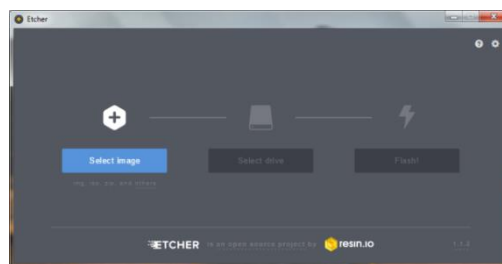 Etcher
Select image
Select drive
Flash!
.img, .iso, .zip, and others
ETCHER is an open source project by resin.io